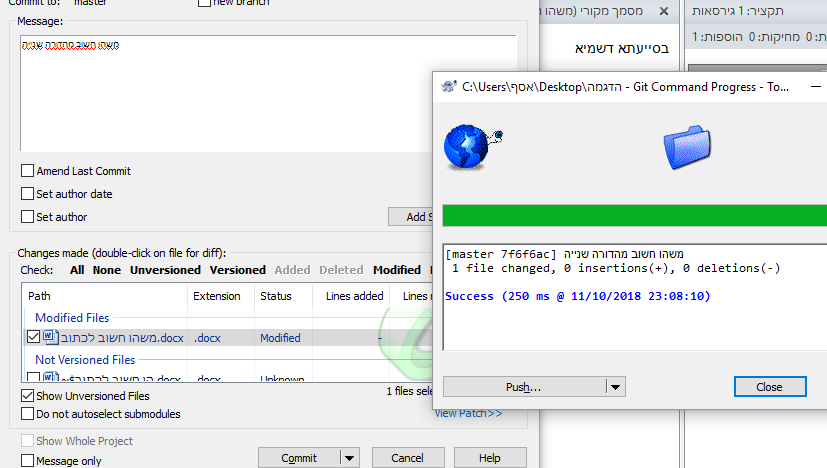 Commit to: master
new branch
Message:
משהו חשוב מהדורה שנייה
Amend Last Commit
Set author date
Set author
Add S
Changes made (double-click on file for diff):
Check: All None Unversioned Versioned Added Deleted Modified
Path Extension Status Lines added Lines
Modified Files
משהו חשוב לכתוב.docx .docx Modified -
Not Versioned Files
.docx .docx Unknown
Show Unversioned Files
1 files sele
Do not autoselect submodules
View Patch>>
Show Whole Project
Message only
Commit
Cancel
Help
מסמך מקורי (משהו
תקציר: 1 גירסאות
0 מחיקות: 0 הוספות: 1
בסייעתא דשמיא
C:\Users\אסף\Desktop\הדגמה - Git Command Progress - To...
[master 7f6f6ac] משהו חשוב מהדורה שנייה
1 file changed, 0 insertions(+), 0 deletions(-)
Success (250 ms @ 11/10/2018 23:08:10)
Push...
Close